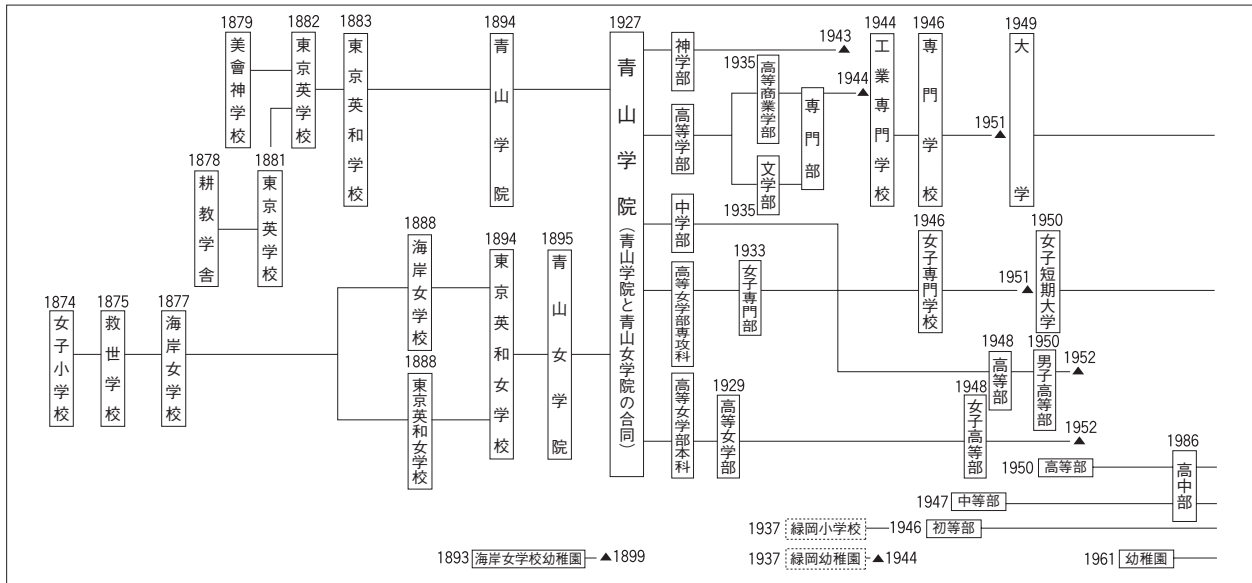 1879
美會神学校
1882
東京英学校
1883
東京英和学校
1894
青山学院
1878
耕教学舎
1881
東京英学校
1874
女子小学校
1875
救世学校
1877
海岸女学校
1888
海岸女学校
1888
東京英和女学校
1894
東京英和女学校
1895
青山女学院
1927
青山学院(青山学院と青山女学院の合同)
神学部
1943
▲
高等学部
1935
高等商業学部
文学部
1935
専門部
1944
▲
1944
工業専門学校
1946
専門学校
1951
▲
1949
大学
中学部
高等女学部専攻科
1933
女子専門部
1946
女子専門学校
1951
▲
1950
女子短期大学
1948
高等部
1950
男子高等部
1952
▲
高等女学部本科
1929
高等女学部
1948
女子高等部
1952
▲
1950 高等部
1986
高中部
1947 中等部
1937 緑岡小学校 1946 初等部
1893 海岸女学校幼稚園 ▲1899
1937 緑岡幼稚園 ▲1944
1961 幼稚園